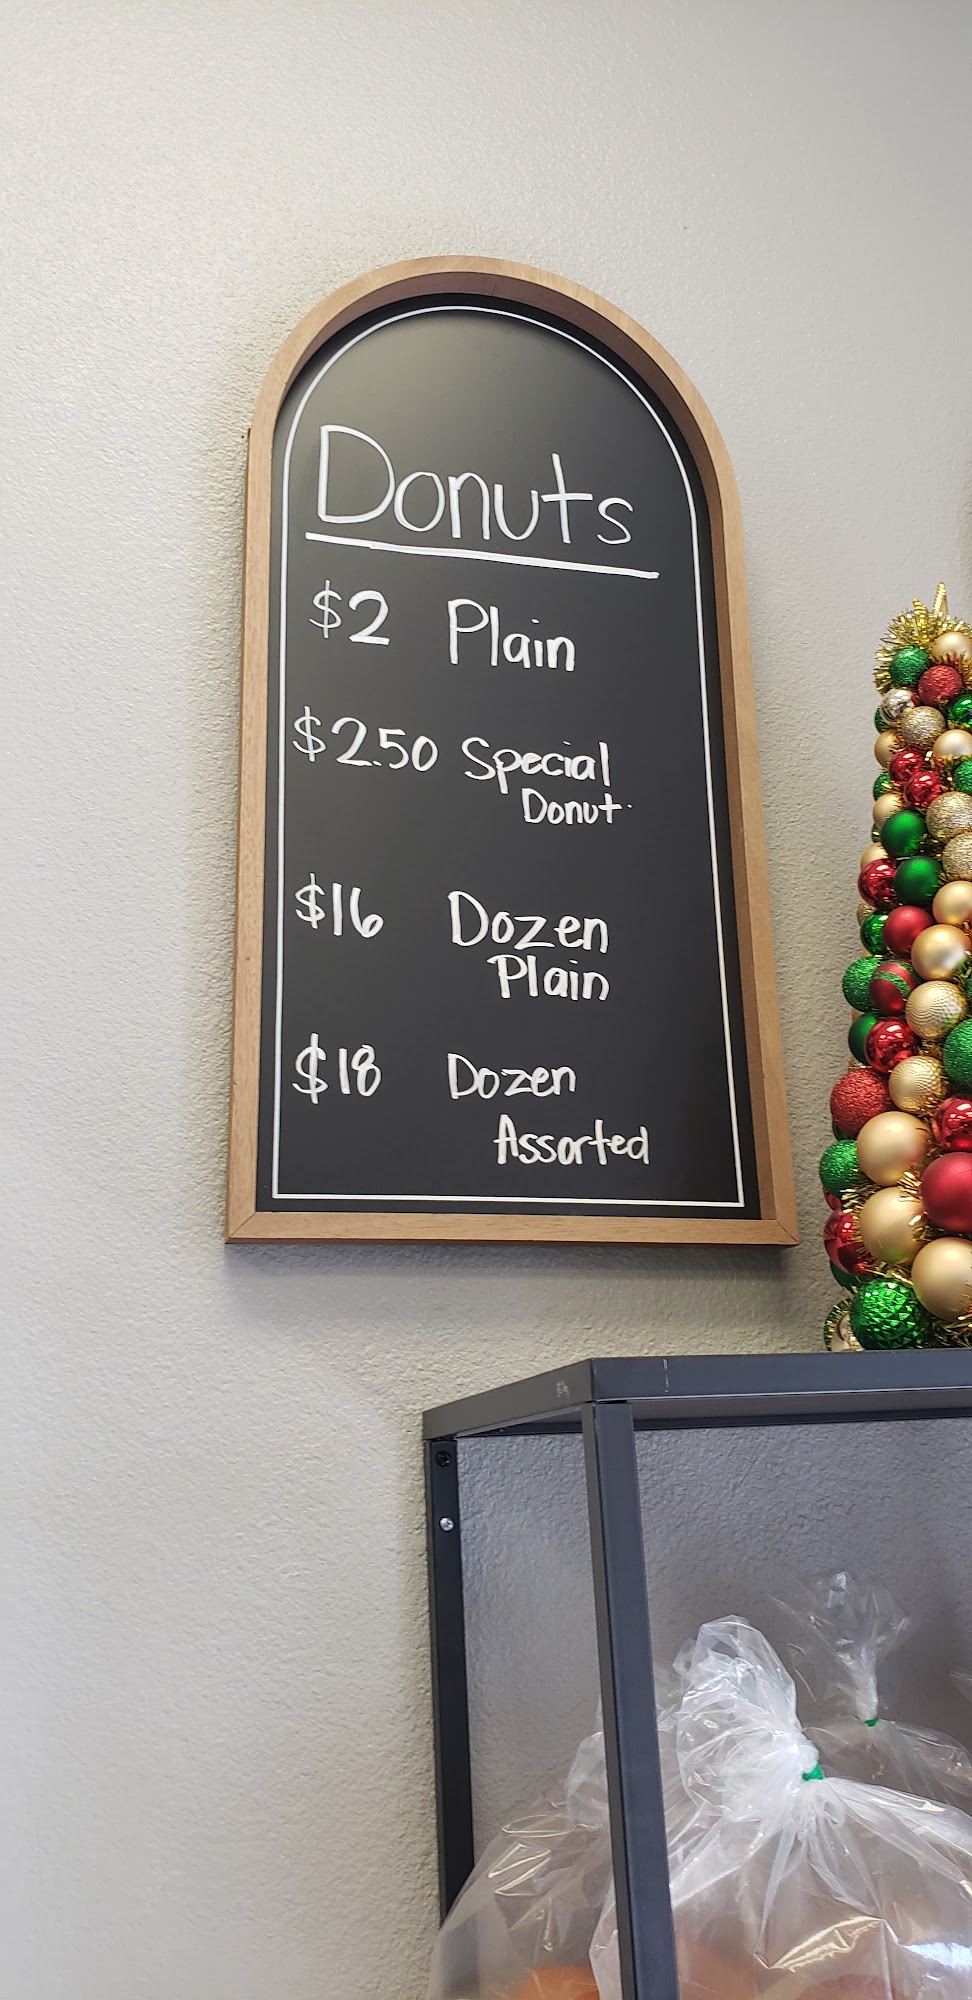 Donuts
$2 Plain
$2.50 Special
Donut
$16 Dozen
Plain
$18 Dozen
Assorted